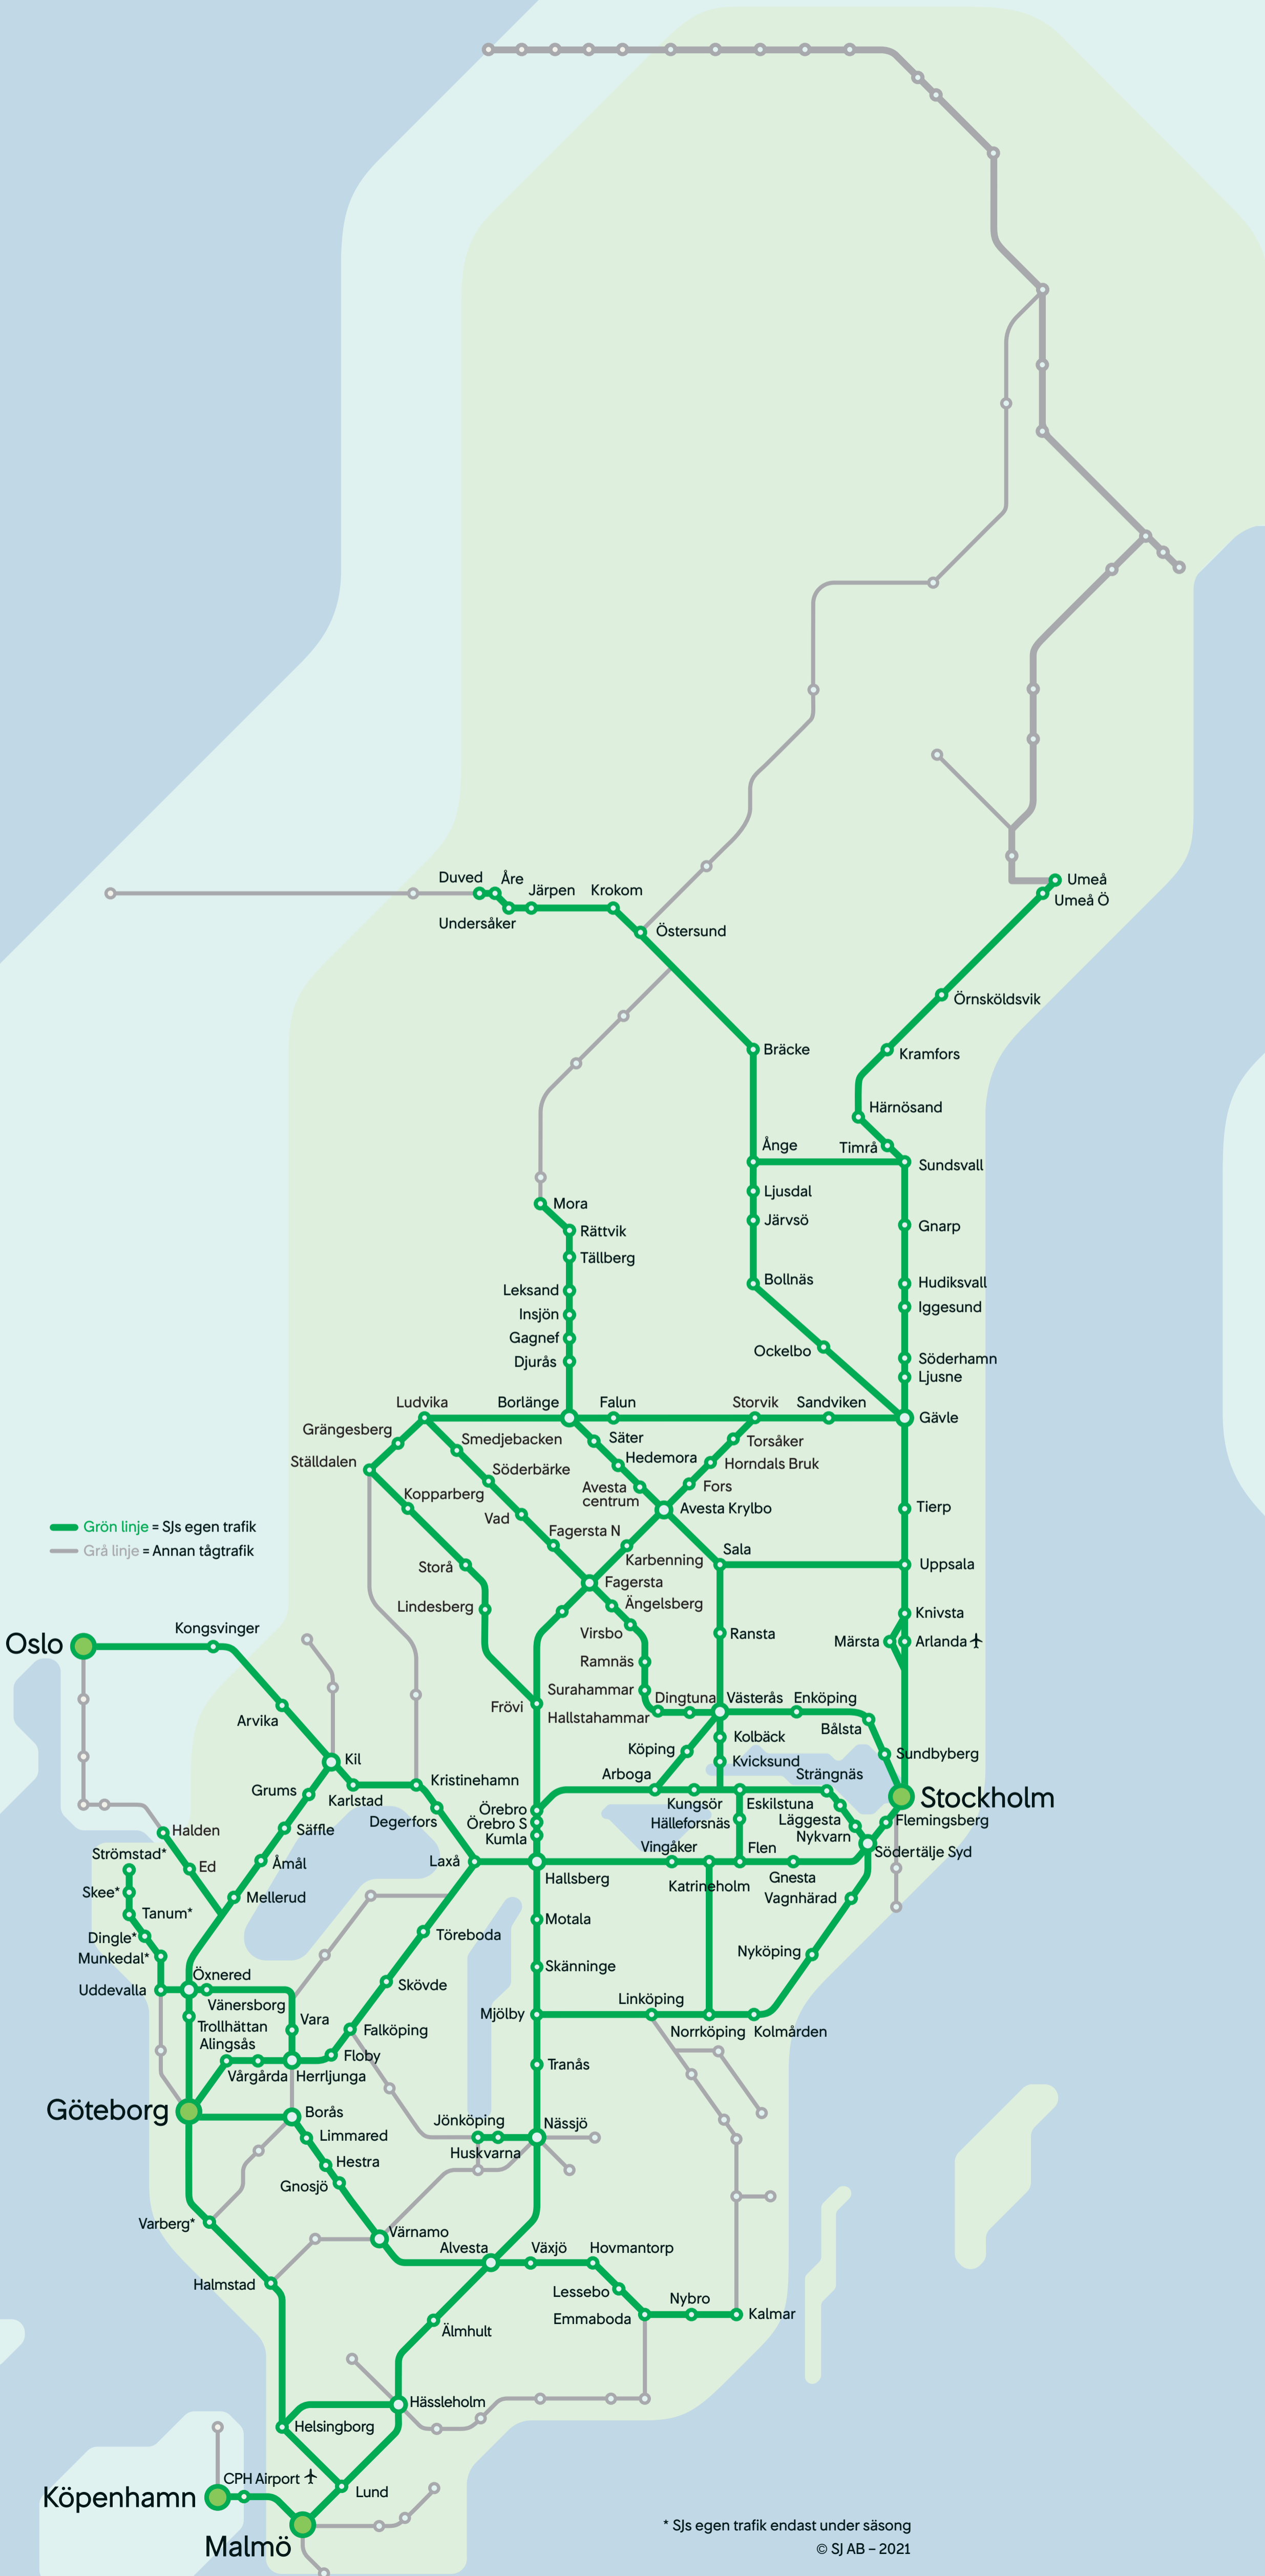 Duved
Åre
Järpen
Krokom
Undersåker
Östersund
Umeå
Umeå Ö
Örnsköldsvik
Bräcke
Kramfors
Härnösand
Ånge
Timrå
Sundsvall
Ljusdal
Mora
Järvsö
Gnarp
Rättvik
Tällberg
Bollnäs
Hudiksvall
Leksand
Iggesund
Insjön
Gagnef
Ockelbo
Djurås
Söderhamn
Ljusne
Ludvika
Borlänge
Falun
Storvik
Sandviken
Gävle
Grängesberg
Smedjebacken
Säter
Torsåker
Ställdalen
Söderbärke
Hedemora
Horndals Bruk
Kopparberg
Avesta
centrum
Fors
Avesta Krylbo
Tierp
Vad
Fagersta N
Grön linje = SJs egen trafik
Grå linje = Annan tågtrafik
Sala
Karbenning
Uppsala
Storå
Fagersta
Lindesberg
Ängelsberg
Knivsta
Kongsvinger
Virsbo
Ransta
Märsta
Arlanda
Oslo
Ramnäs
Surahammar
Frövi
Dingtuna
Västerås
Enköping
Hallstahammar
Arvika
Bålsta
Kolbäck
Köping
Kil
Kvicksund
Sundbyberg
Arboga
Strängnäs
Kristinehamn
Grums
Karlstad
Stockholm
Kungsör
Eskilstuna
Örebro
Örebro S
Kumla
Degerfors
Hälleforsnäs
Läggesta
Flemingsberg
Halden
Säffle
Nykvarn
Vingåker
Flen
Södertälje Syd
Strömstad*
Åmål
Laxå
Ed
Hallsberg
Gnesta
Katrineholm
Skee*
Mellerud
Vagnhärad
Tanum*
Motala
Dingle*
Töreboda
Nyköping
Munkedal*
Skänninge
Öxnered
Uddevalla
Skövde
Vänersborg
Linköping
Mjölby
Trollhättan
Vara
Falköping
Norrköping
Kolmården
Alingsås
Floby
Vårgårda
Herrljunga
Tranås
Göteborg
Borås
Jönköping
Nässjö
Limmared
Huskvarna
Hestra
Gnosjö
Varberg*
Värnamo
Alvesta
Växjö
Hovmantorp
Halmstad
Lessebo
Nybro
Emmaboda
Kalmar
Älmhult
Hässleholm
Helsingborg
CPH Airport
Lund
Köpenhamn
Malmö
* SJs egen trafik endast under säsong
© SJ AB – 2021